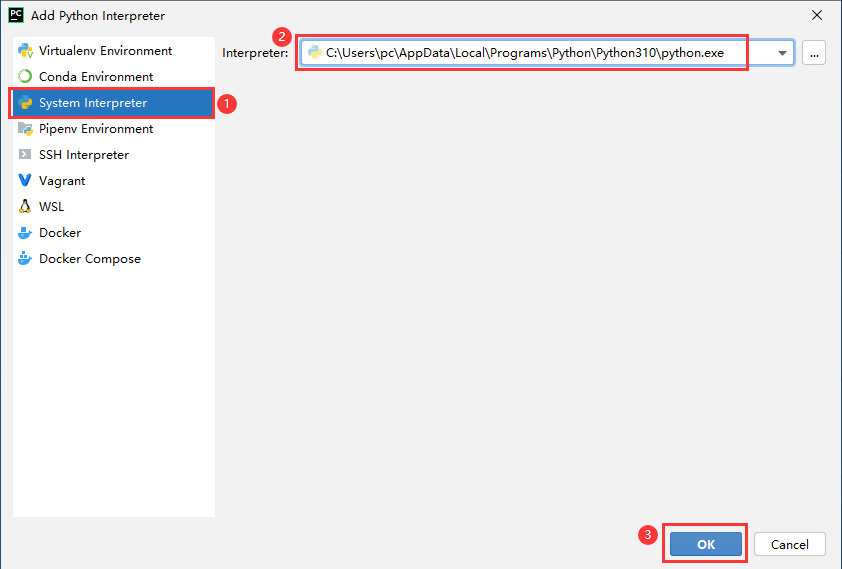 PC Add Python Interpreter
2
Virtualenv Environment
Interpreter: C:\Users\pc\AppData\Local\Programs\Python\Python310\python.exe ...
Conda Environment
System Interpreter 1
Pipenv Environment
SSH Interpreter
Vagrant
WSL
Docker
Docker Compose
3 OK Cancel